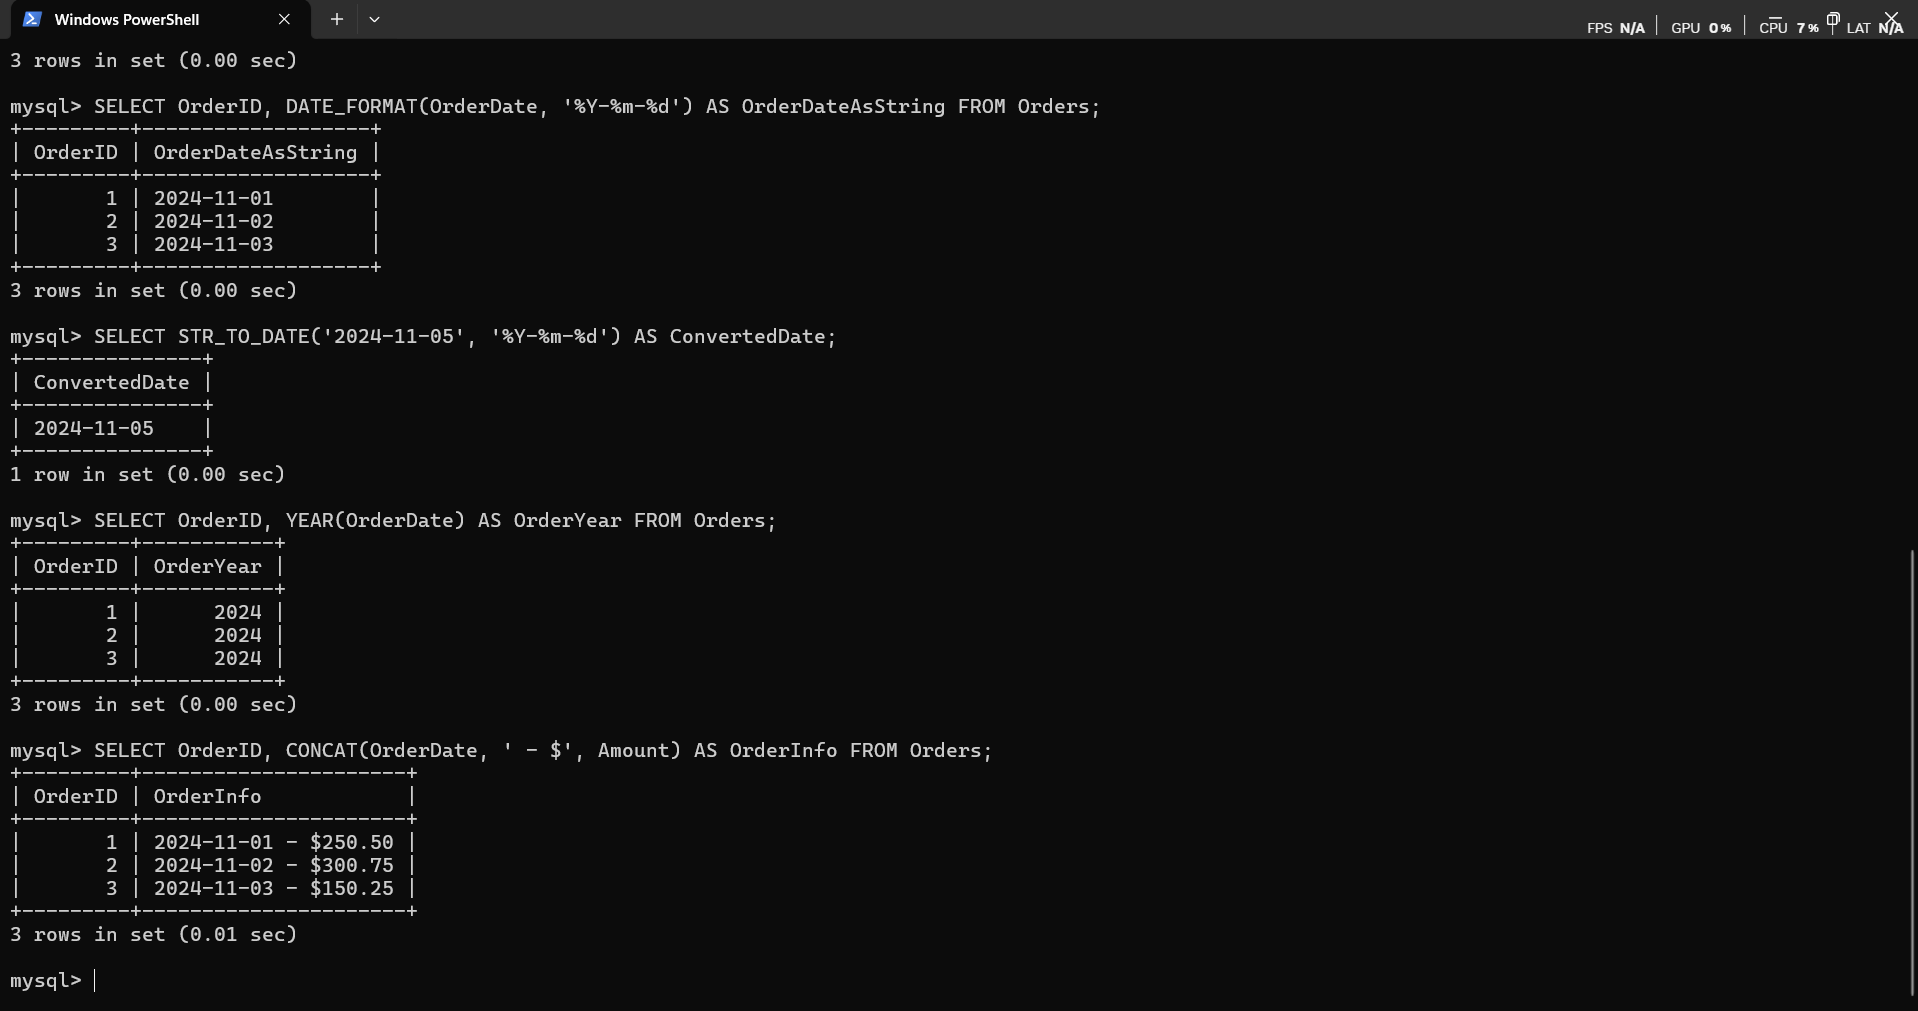 Windows PowerShell
FPS N/A | GPU 0% | CPU 7% | LAT N/A
3 rows in set (0.00 sec)
mysql> SELECT OrderID, DATE_FORMAT(OrderDate, '%Y-%m-%d') AS OrderDateAsString FROM Orders;
+---------+-------------------+
| OrderID | OrderDateAsString |
+---------+-------------------+
|       1 | 2024-11-01        |
|       2 | 2024-11-02        |
|       3 | 2024-11-03        |
+---------+-------------------+
3 rows in set (0.00 sec)
mysql> SELECT STR_TO_DATE('2024-11-05', '%Y-%m-%d') AS ConvertedDate;
+---------------+
| ConvertedDate |
+---------------+
| 2024-11-05    |
+---------------+
1 row in set (0.00 sec)
mysql> SELECT OrderID, YEAR(OrderDate) AS OrderYear FROM Orders;
+---------+-----------+
| OrderID | OrderYear |
+---------+-----------+
|       1 |      2024 |
|       2 |      2024 |
|       3 |      2024 |
+---------+-----------+
3 rows in set (0.00 sec)
mysql> SELECT OrderID, CONCAT(OrderDate, ' - $', Amount) AS OrderInfo FROM Orders;
+---------+----------------------+
| OrderID | OrderInfo            |
+---------+----------------------+
|       1 | 2024-11-01 - $250.50 |
|       2 | 2024-11-02 - $300.75 |
|       3 | 2024-11-03 - $150.25 |
+---------+----------------------+
3 rows in set (0.01 sec)
mysql>